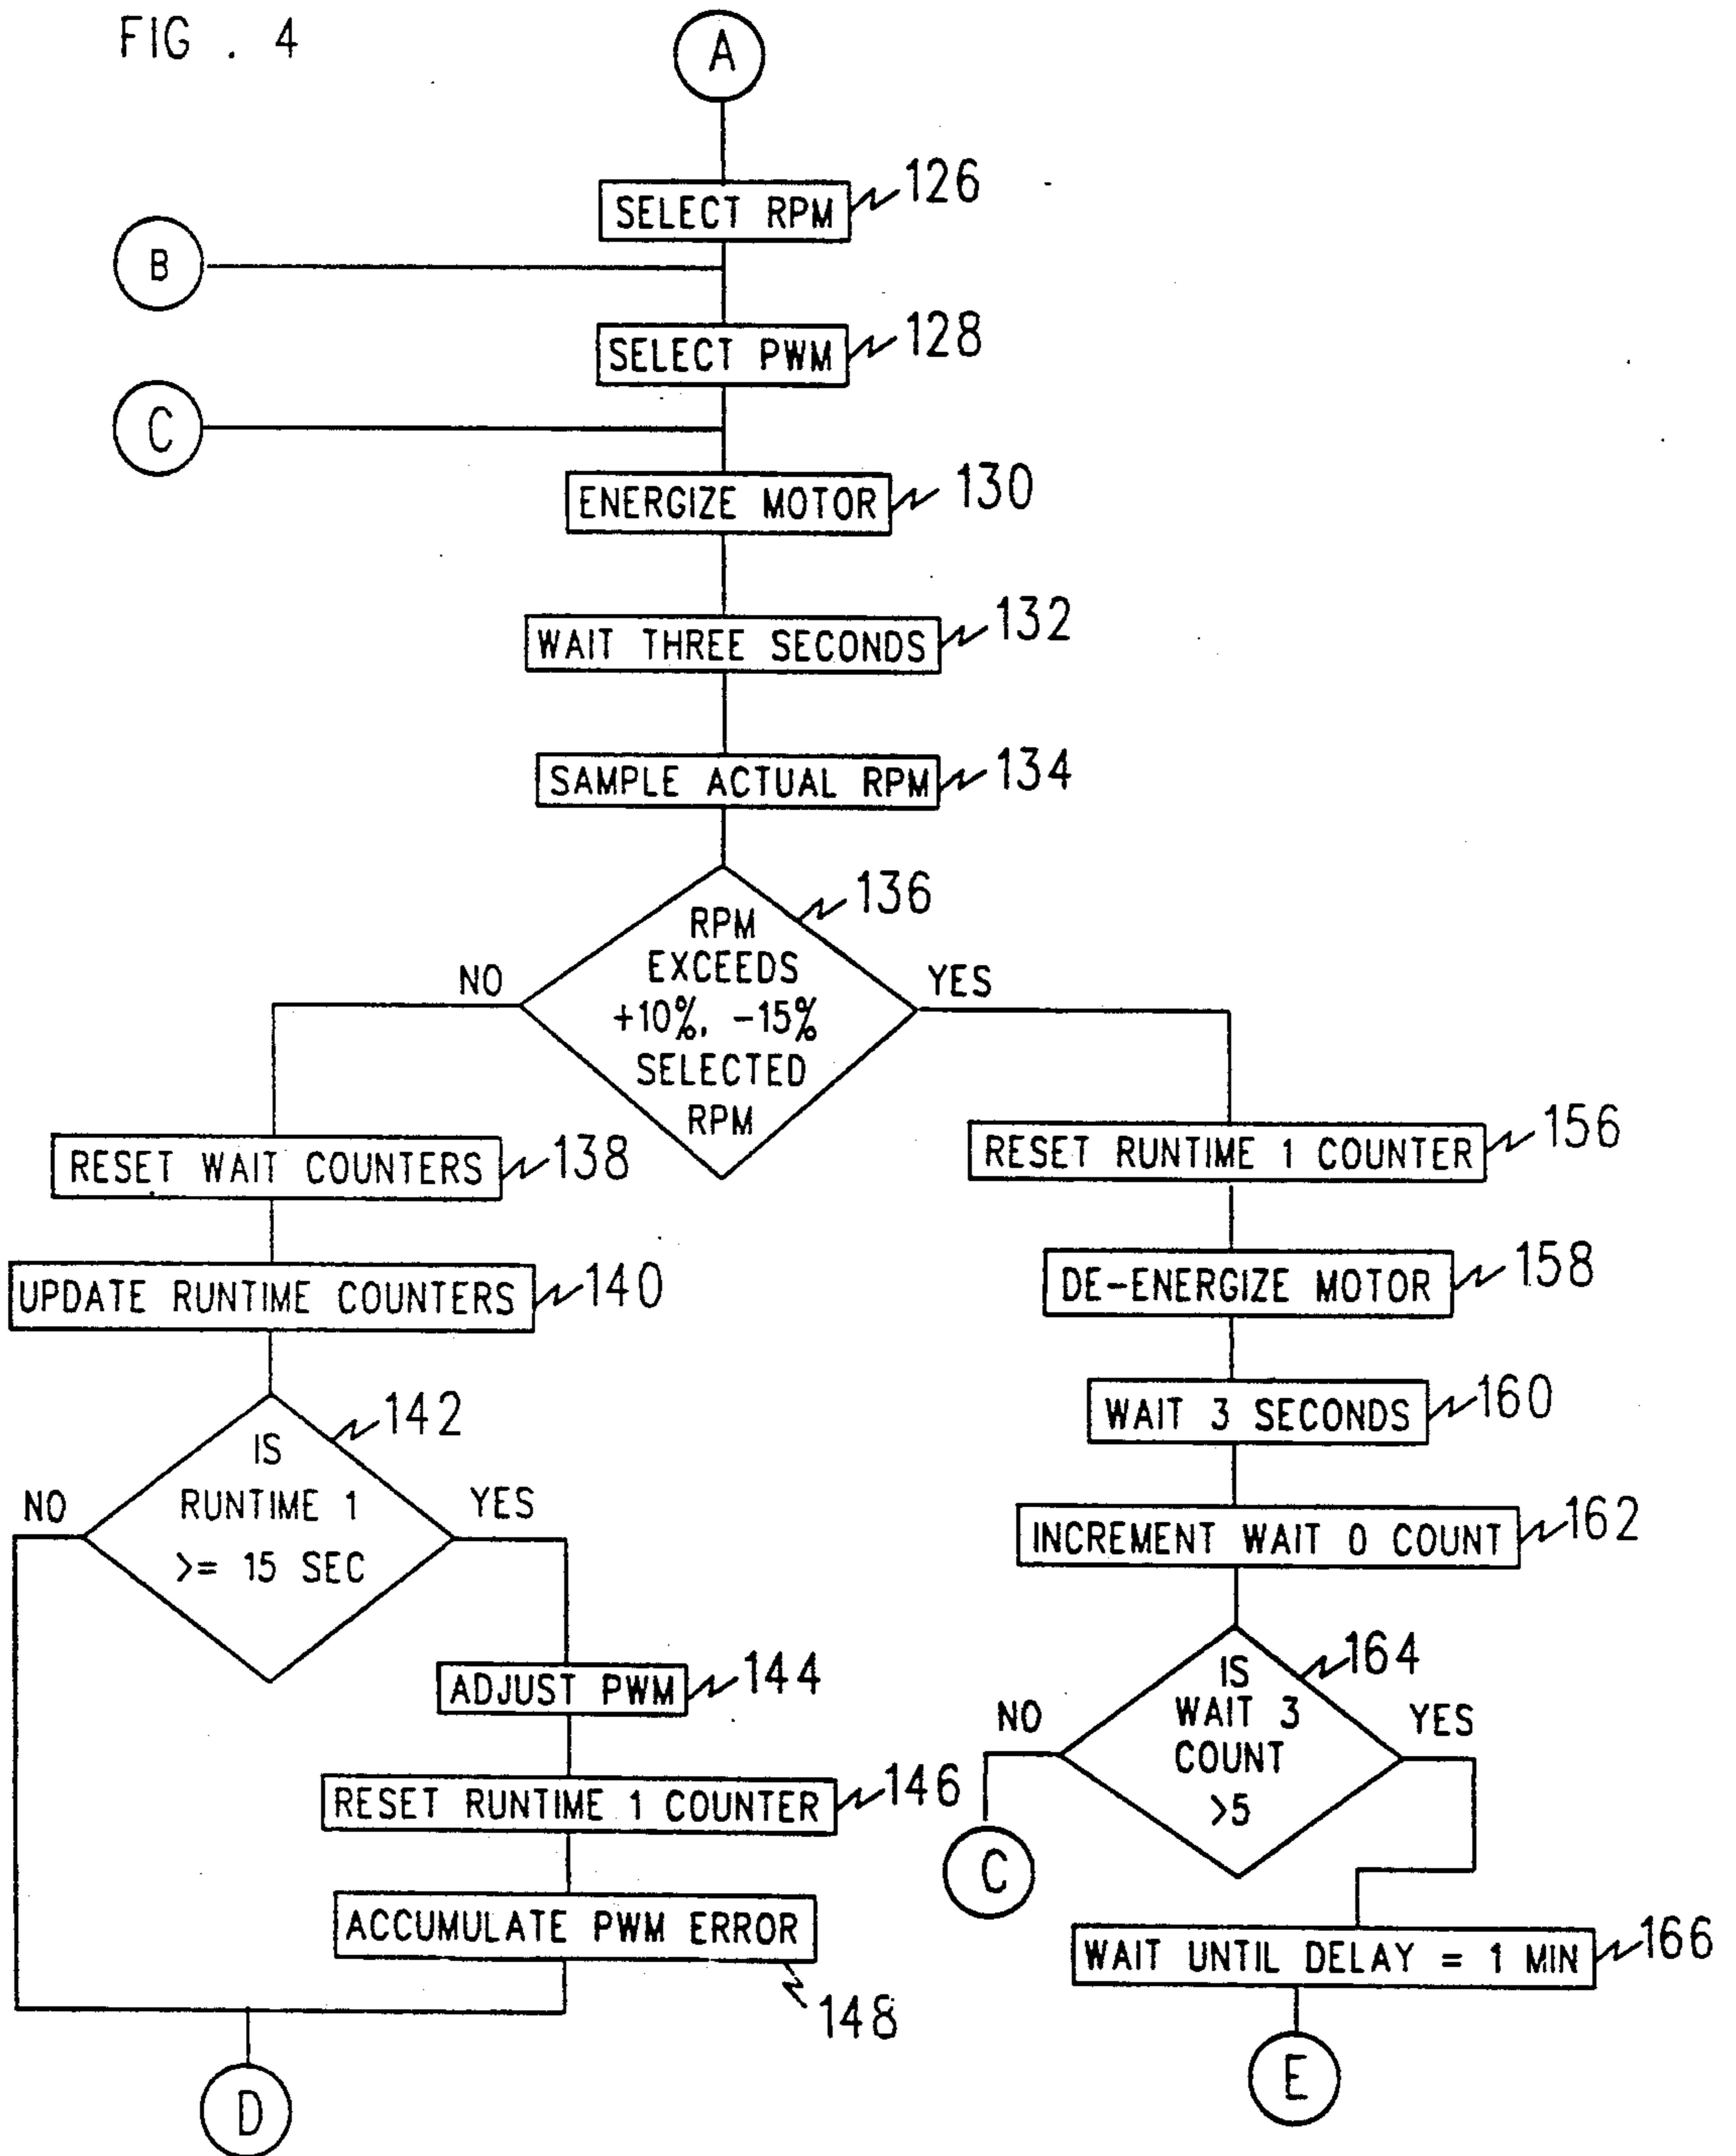 FIG . 4
A
SELECT RPM
126
B
SELECT PWM
128
C
ENERGIZE MOTOR
130
WAIT THREE SECONDS
132
SAMPLE ACTUAL RPM
134
136
RPM
EXCEEDS
+10%, -15%
SELECTED
RPM
NO
YES
RESET WAIT COUNTERS
138
UPDATE RUNTIME COUNTERS
140
142
IS
RUNTIME 1
>= 15 SEC
NO
YES
ADJUST PWM
144
RESET RUNTIME 1 COUNTER
146
ACCUMULATE PWM ERROR
148
D
RESET RUNTIME 1 COUNTER
156
DE-ENERGIZE MOTOR
158
WAIT 3 SECONDS
160
INCREMENT WAIT 0 COUNT
162
164
IS
WAIT 3
COUNT
>5
NO
YES
C
WAIT UNTIL DELAY = 1 MIN
166
E